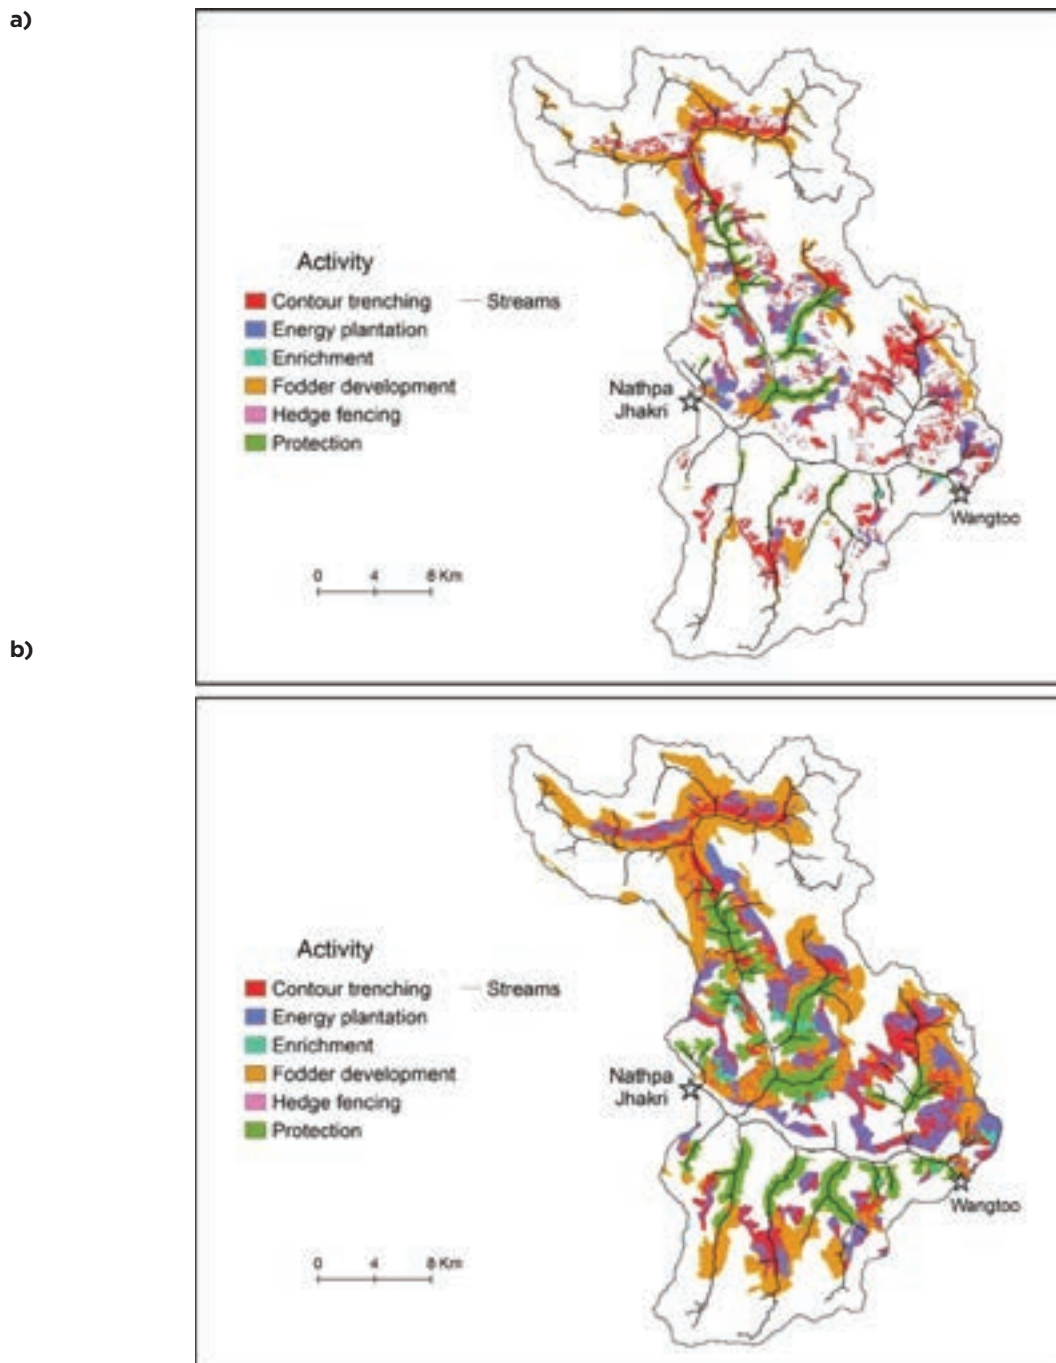 a)
Activity
Contour trenching
Streams
Energy plantation
Enrichment
Fodder development
Hedge fencing
Protection
Nathpa
Jhakri
Wangtoo
0 4 8 Km
b)
Activity
Contour trenching
Streams
Energy plantation
Enrichment
Fodder development
Hedge fencing
Protection
Nathpa
Jhakri
Wangtoo
0 4 8 Km